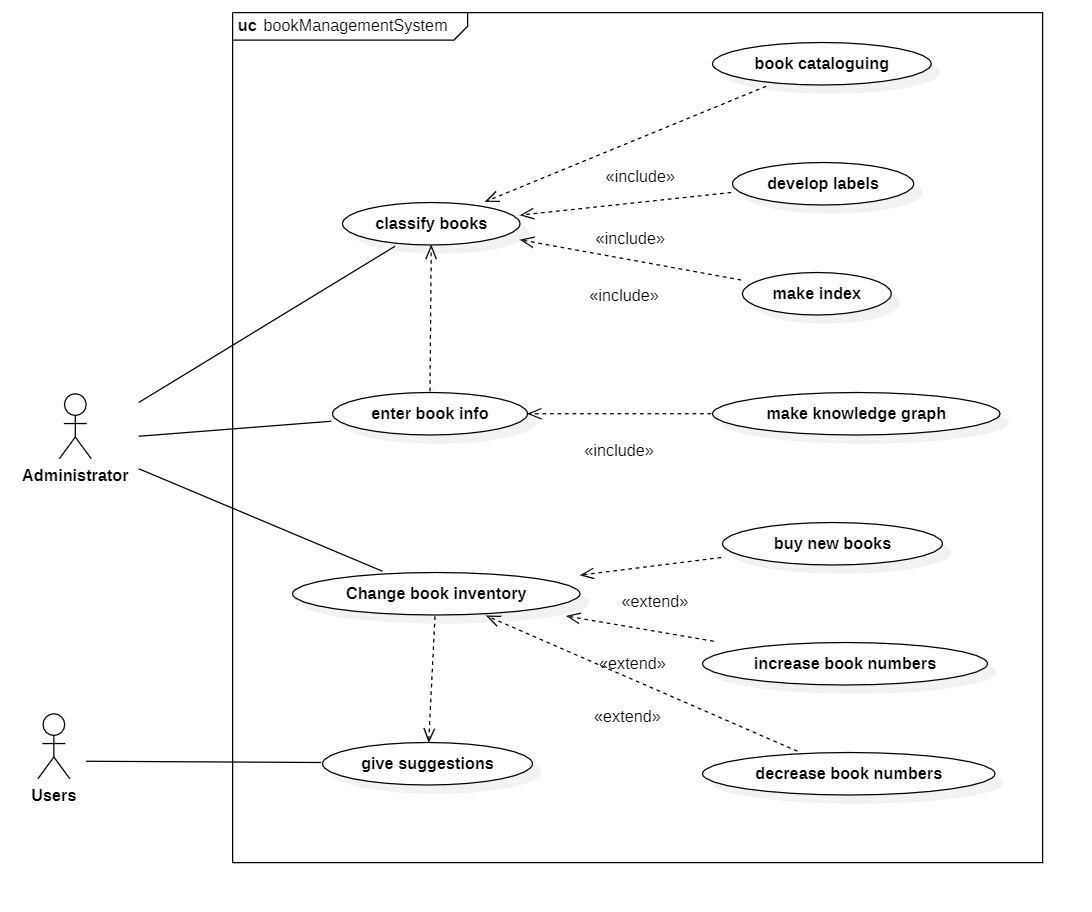 uc bookManagementSystem
book cataloguing
«include»
develop labels
classify books
«include»
make index
«include»
enter book info
make knowledge graph
«include»
Administrator
buy new books
Change book inventory
«extend»
«extend»
increase book numbers
«extend»
give suggestions
decrease book numbers
Users